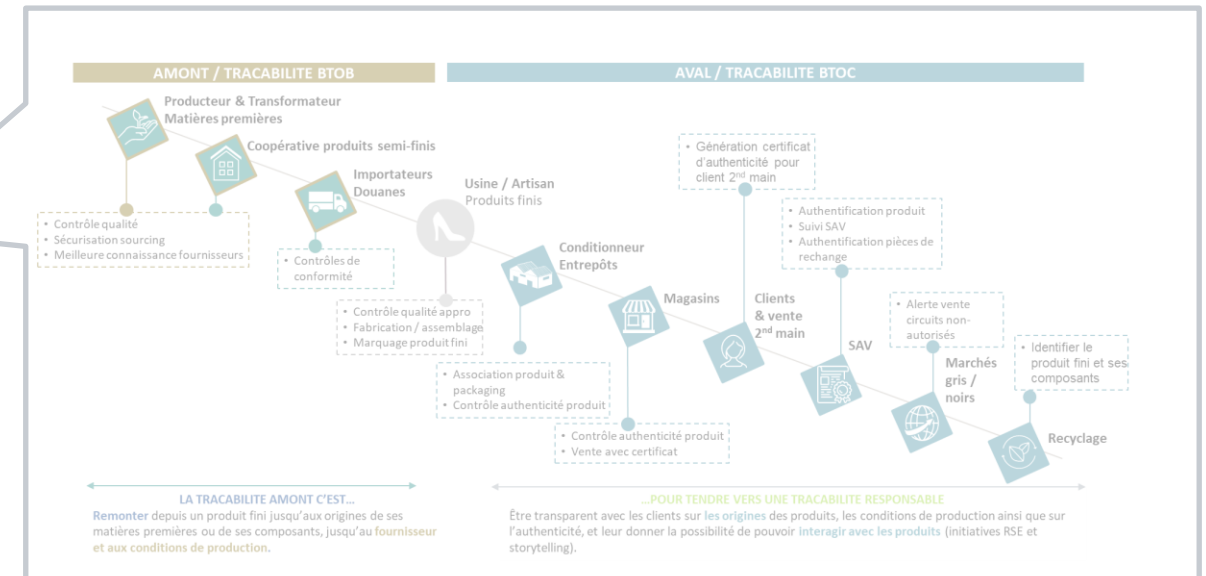 AMONT / TRACABILITE BTOB
AVAL / TRACABILITE BTOC
Producteur & Transformateur
Matières premières
Coopérative produits semi-finis
Importateurs
Douanes
Usine / Artisan
Produits finis
• Contrôle qualité
• Sécurisation sourcing
• Meilleure connaissance fournisseurs
• Contrôles de
conformité
• Contrôle qualité appro
• Fabrication / assemblage
• Marquage produit fini
Conditionneur
Entrepôts
• Association produit &
packaging
• Contrôle authenticité produit
Magasins
• Contrôle authenticité produit
• Vente avec certificat
• Génération certificat
d'authenticité pour
client 2nd main
Clients
& vente
2nd main
• Authentification produit
• Suivi SAV
• Authentification pièces de
rechange
SAV
• Alerte vente
circuits non-
autorisés
Marchés
gris /
noirs
• Identifier le
produit fini et ses
composants
Recyclage
LA TRACABILITE AMONT C'EST...
Remonter depuis un produit fini jusqu'aux origines de ses
matières premières ou de ses composants, jusqu'au fournisseur
et aux conditions de production.
...POUR TENDRE VERS UNE TRACABILITE RESPONSABLE
Être transparent avec les clients sur les origines des produits, les conditions de production ainsi que sur
l'authenticité, et leur donner la possibilité de pouvoir interagir avec les produits (initiatives RSE et
storytelling).